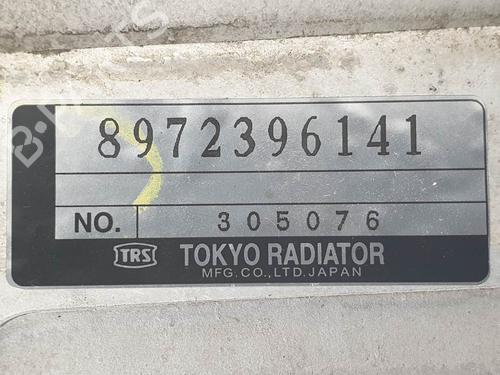 8972396141
NO. 305076
TRS TOKYO RADIATOR
MFG.CO.,LTD.JAPAN